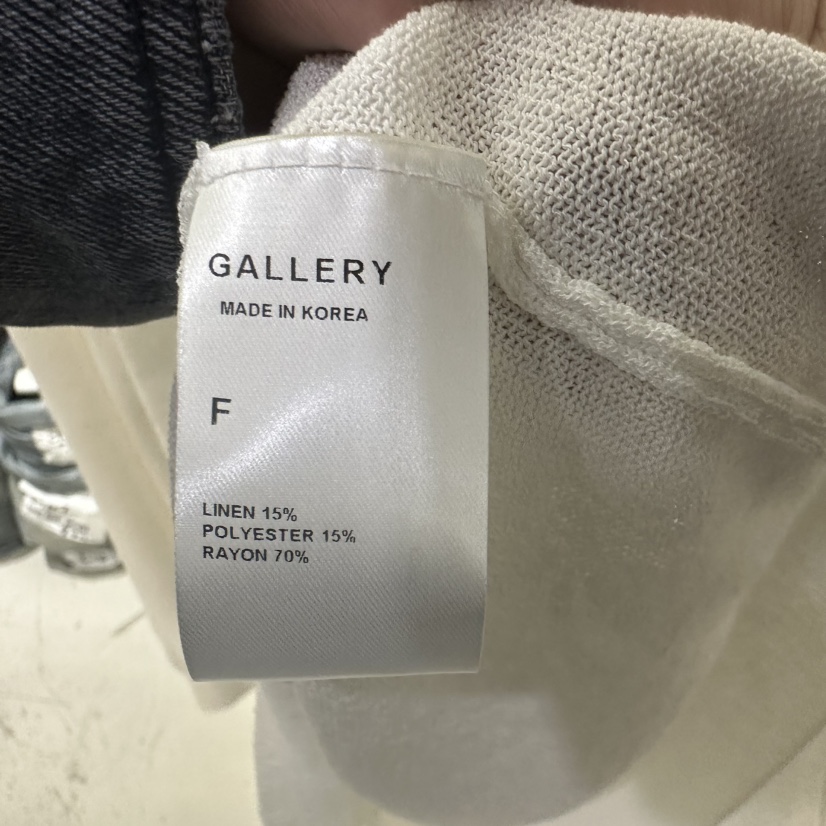 GALLERY
MADE IN KOREA
F
LINEN 15%
POLYESTER 15%
RAYON 70%